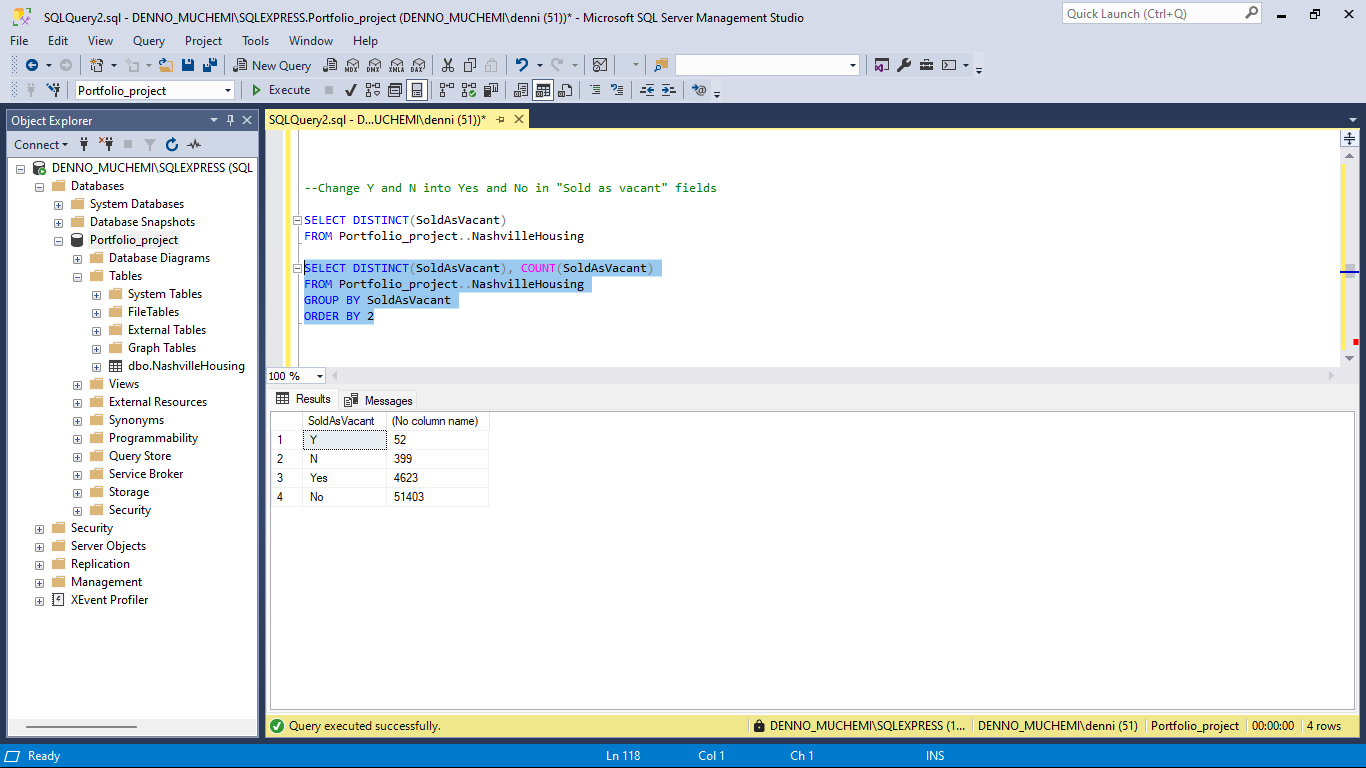 SQLQuery2.sql - DENNO_MUCHEMI\SQLEXPRESS.Portfolio_project (DENNO_MUCHEMI\denni (51))* - Microsoft SQL Server Management Studio
Quick Launch (Ctrl+Q)
File Edit View Query Project Tools Window Help
New Query
MDX DMX XMLA DAX
Portfolio_project
Execute
Object Explorer
Connect
DENNO_MUCHEMI\SQLEXPRESS (SQL
Databases
System Databases
Database Snapshots
Portfolio_project
Database Diagrams
Tables
System Tables
FileTables
External Tables
Graph Tables
dbo.NashvilleHousing
Views
External Resources
Synonyms
Programmability
Query Store
Service Broker
Storage
Security
Security
Server Objects
Replication
Management
XEvent Profiler
SQLQuery2.sql - D...UCHEMI\denni (51))*
--Change Y and N into Yes and No in "Sold as vacant" fields
SELECT DISTINCT(SoldAsVacant)
FROM Portfolio_project..NashvilleHousing
SELECT DISTINCT(SoldAsVacant), COUNT(SoldAsVacant)
FROM Portfolio_project..NashvilleHousing
GROUP BY SoldAsVacant
ORDER BY 2
100 %
Results Messages
SoldAsVacant (No column name)
1 Y 52
2 N 399
3 Yes 4623
4 No 51403
Query executed successfully.
DENNO_MUCHEMI\SQLEXPRESS (1... DENNO_MUCHEMI\denni (51) Portfolio_project 00:00:00 4 rows
Ready Ln 118 Col 1 Ch 1 INS